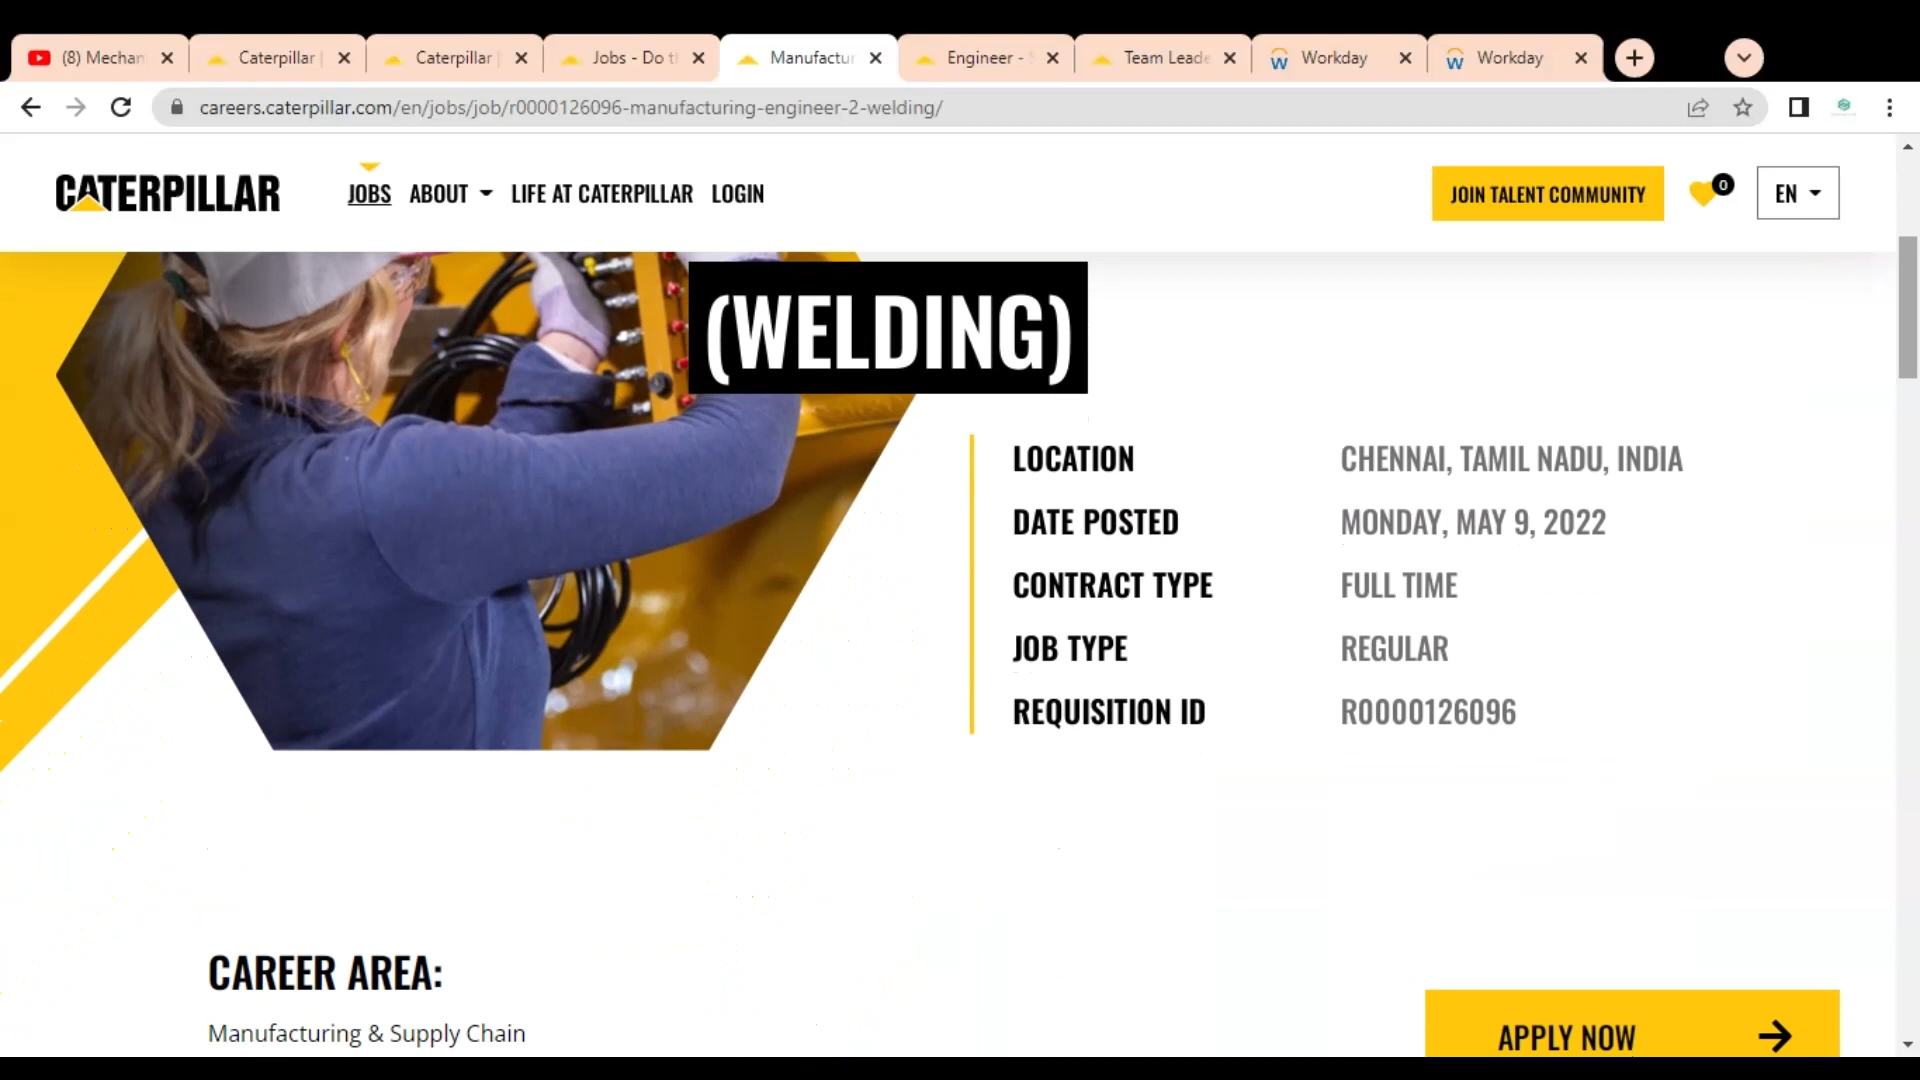 (8) Mechan
Caterpillar |
Caterpillar |
Jobs - Do t
Manufactur
Engineer -
Team Leade
Workday
Workday
careers.caterpillar.com/en/jobs/job/r0000126096-manufacturing-engineer-2-welding/
CATERPILLAR
JOBS
ABOUT
LIFE AT CATERPILLAR
LOGIN
JOIN TALENT COMMUNITY
0
EN
(WELDING)
LOCATION CHENNAI, TAMIL NADU, INDIA
DATE POSTED MONDAY, MAY 9, 2022
CONTRACT TYPE FULL TIME
JOB TYPE REGULAR
REQUISITION ID R0000126096
CAREER AREA:
Manufacturing & Supply Chain
APPLY NOW